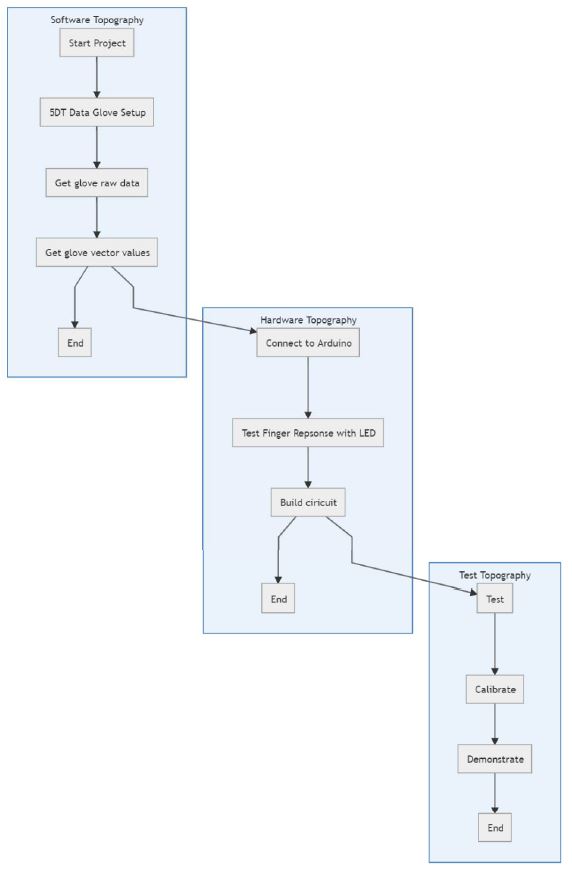 Software Topography
Start Project
5DT Data Glove Setup
Get glove raw data
Get glove vector values
End
Hardware Topography
Connect to Arduino
Test Finger Repsonse with LED
Build ciricuit
End
Test Topography
Test
Calibrate
Demonstrate
End